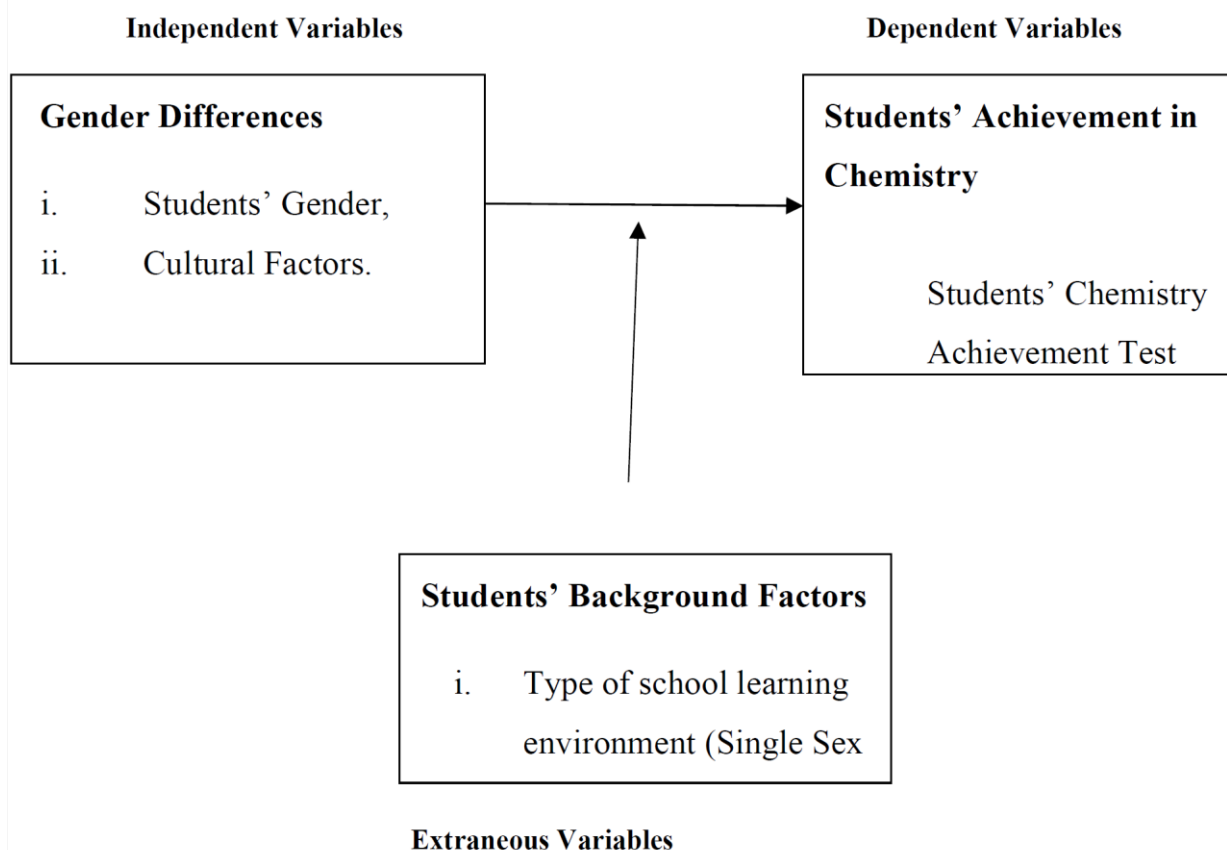 Independent Variables
Dependent Variables
Gender Differences
i. Students’ Gender,
ii. Cultural Factors.
Students’ Achievement in
Chemistry
Students’ Chemistry
Achievement Test
Students’ Background Factors
i. Type of school learning
environment (Single Sex
Extraneous Variables